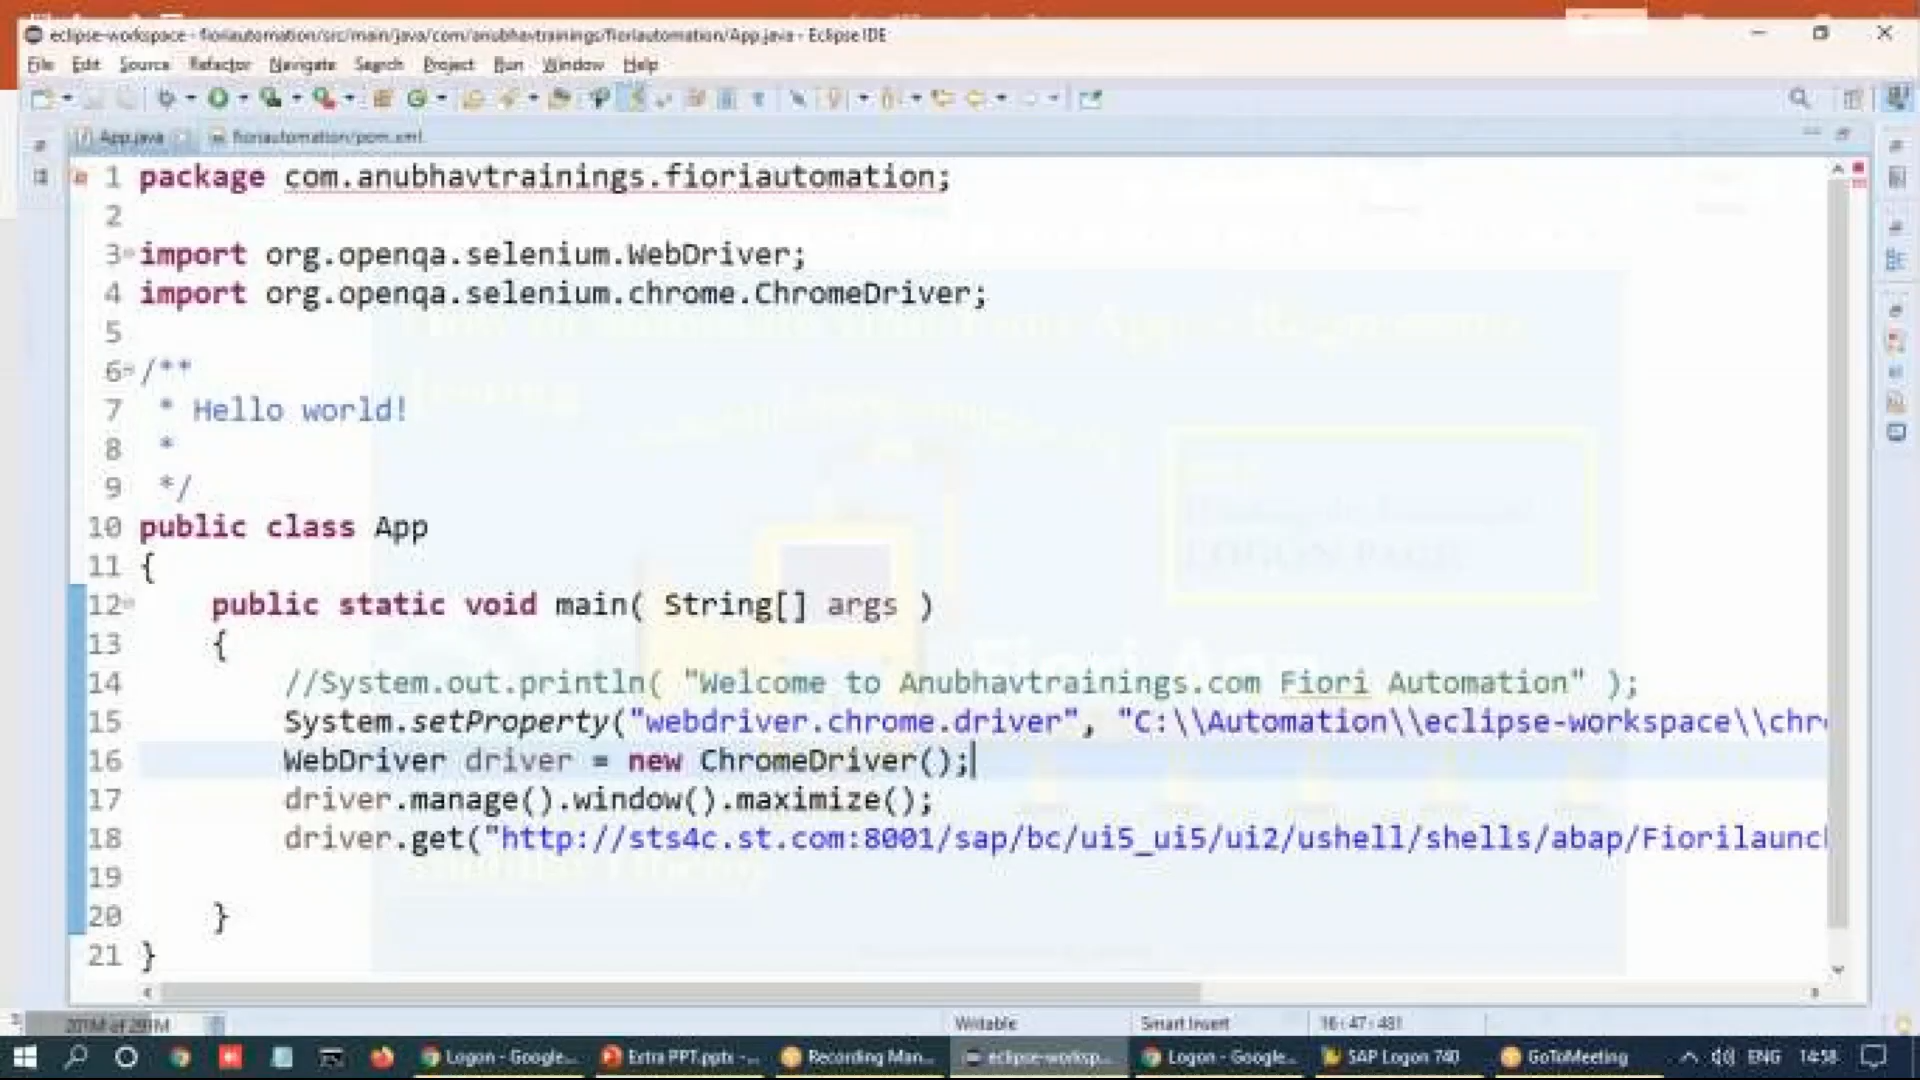 eclipse-workspace - fioriautomation/src/main/java/com/anubhavtrainings/fioriautomation/App.java - Eclipse IDE
File Edit Source Refactor Navigate Search Project Run Window Help
App.java fioriautomation/pom.xml
1 package com.anubhavtrainings.fioriautomation;
2
3 import org.openqa.selenium.WebDriver;
4 import org.openqa.selenium.chrome.ChromeDriver;
5
6 /**
7 * Hello world!
8 *
9 */
10 public class App
11 {
12 public static void main( String[] args )
13 {
14 //System.out.println( "Welcome to Anubhavtrainings.com Fiori Automation" );
15 System.setProperty("webdriver.chrome.driver", "C:\\Automation\\eclipse-workspace\\chr
16 WebDriver driver = new ChromeDriver();
17 driver.manage().window().maximize();
18 driver.get("http://sts4c.st.com:8001/sap/bc/ui5_ui5/ui2/ushell/shells/abap/Fiorilaunc
19
20 }
21 }
201M of 291M Writable Smart Insert 16:47:481
Logon - Google... Extra PPT.pptx -... Recording Man... eclipse-worksp... Logon - Google... SAP Logon 740 GoToMeeting ENG 14:58